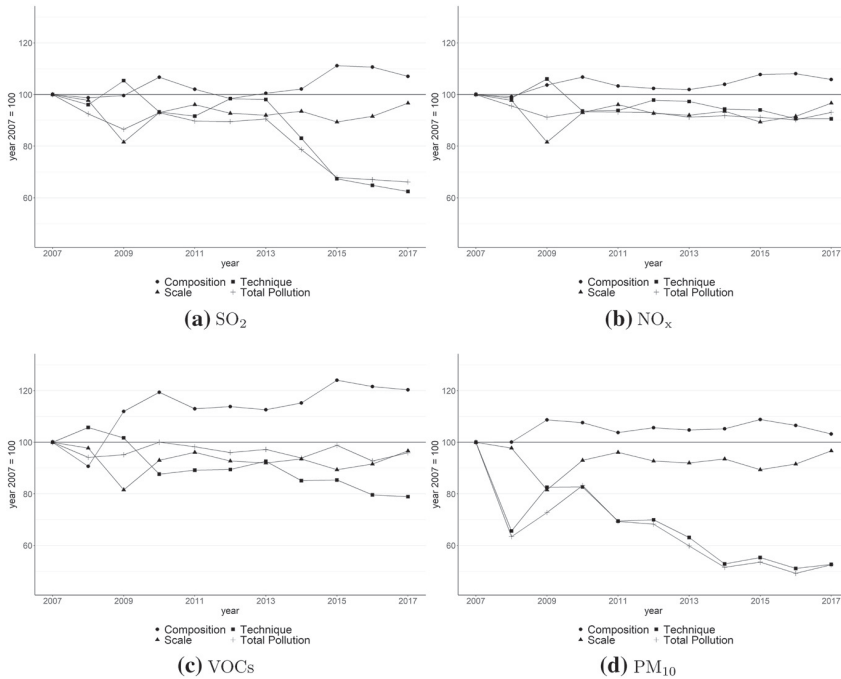 120
100
80
60
year 2007 = 100
2007 2009 2011 2013 2015 2017
year
Composition Technique
Scale Total Pollution
(a) SO₂
120
100
80
60
year 2007 = 100
2007 2009 2011 2013 2015 2017
year
Composition Technique
Scale Total Pollution
(b) NOₓ
120
100
80
60
year 2007 = 100
2007 2009 2011 2013 2015 2017
year
Composition Technique
Scale Total Pollution
(c) VOCs
120
100
80
60
year 2007 = 100
2007 2009 2011 2013 2015 2017
year
Composition Technique
Scale Total Pollution
(d) PM₁₀